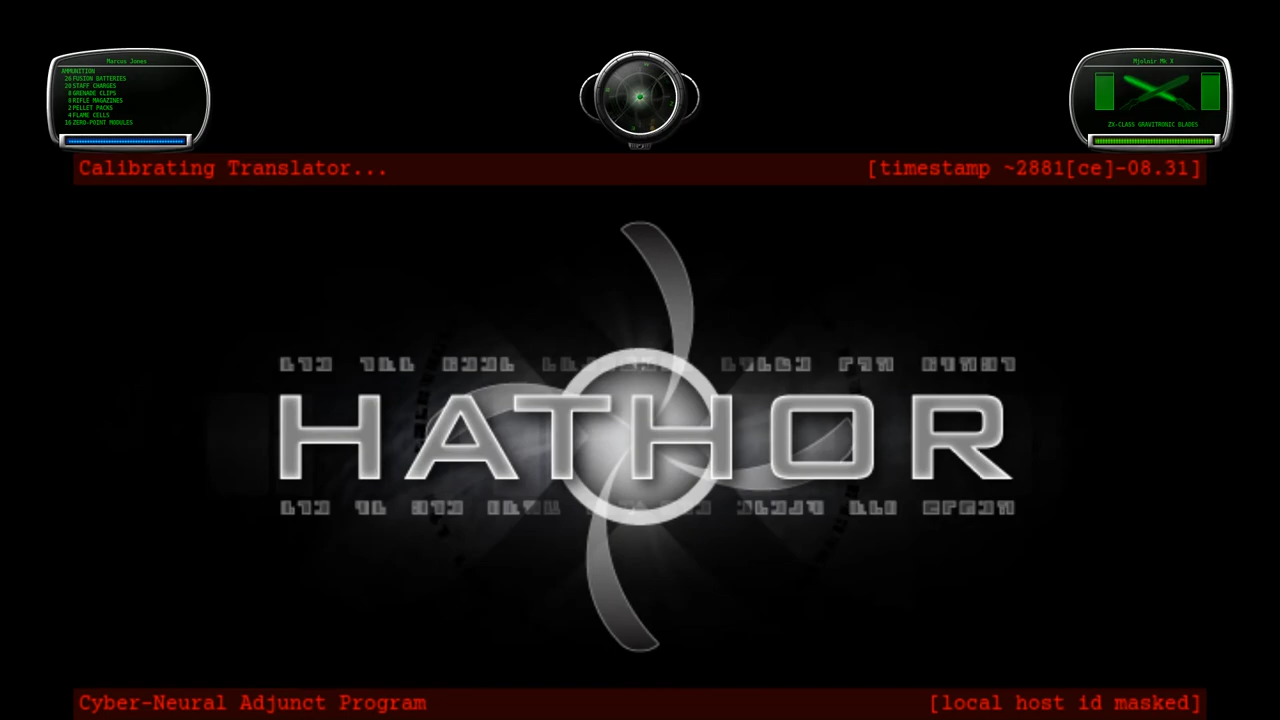 Marcus Jones
AMMUNITION
20 FUSION BATTERIES
20 STAFF CHARGES
8 GRENADE CLIPS
8 RIFLE MAGAZINES
2 PELLET PACKS
4 FLAME CELLS
16 ZERO-POINT MODULES
Mjolnir Mk X
ZX-CLASS GRAVITRONIC BLADES
Calibrating Translator...
[timestamp ~2881[ce]-08.31]
HATHOR
Cyber-Neural Adjunct Program
[local host id masked]